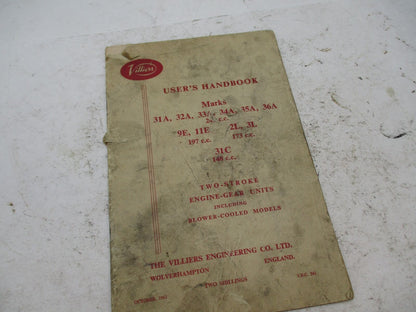 Villiers
USER'S HANDBOOK
Marks
31A, 32A, 33A, 34A, 35A, 36A
c.c.
9E, 11E 2L, 3L
197 c.c. 173 c.c.
31C
148 c.c.
TWO-STROKE
ENGINE-GEAR UNITS
INCLUDING
BLOWER-COOLED MODELS
THE VILLIERS ENGINEERING CO. LTD.
WOLVERHAMPTON ENGLAND.
TWO SHILLINGS
OCTOBER,